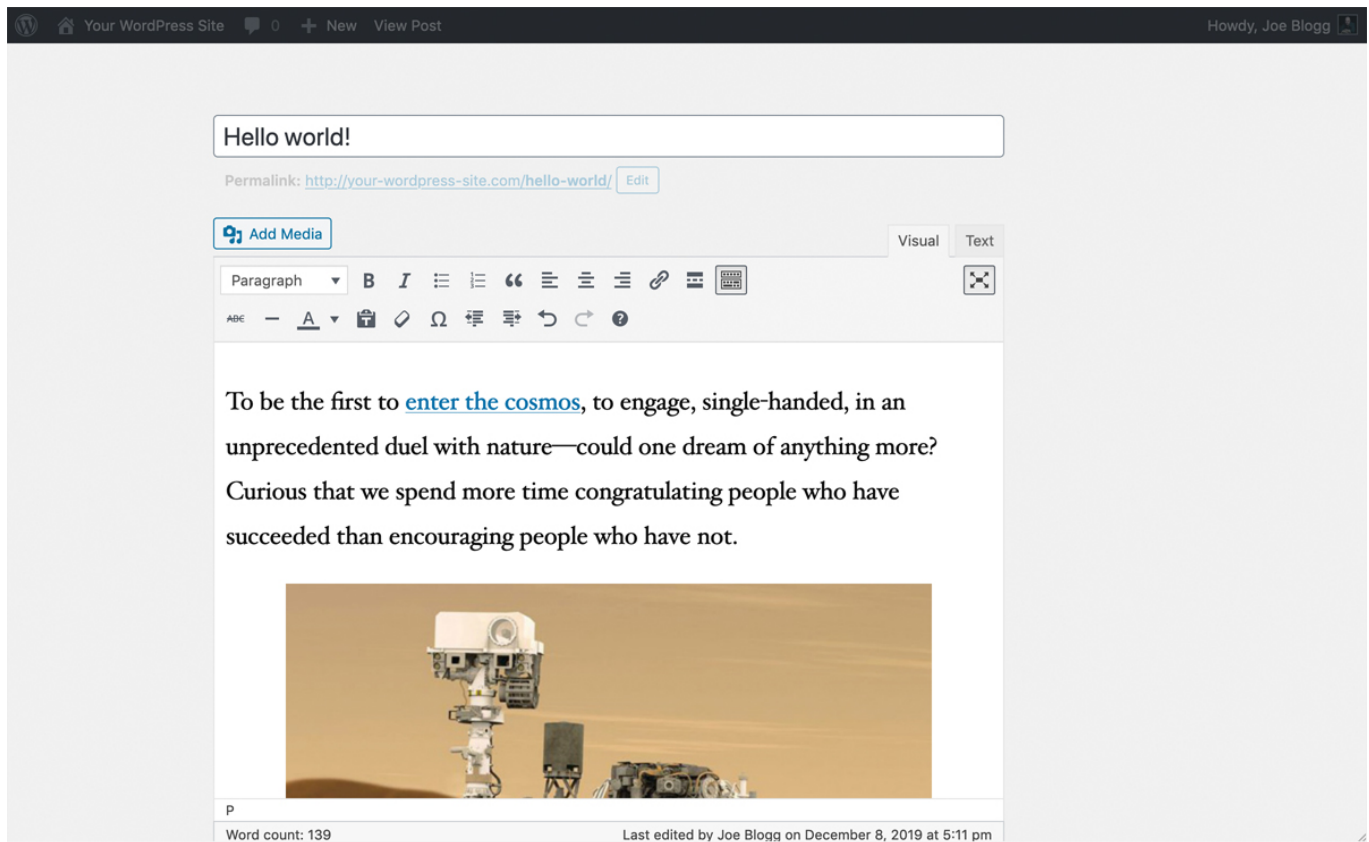 Your WordPress Site 0 New View Post Howdy, Joe Blogg
Hello world!
Permalink: http://your-wordpress-site.com/hello-world/ Edit
Add Media
Visual Text
Paragraph B I
ABC A T Ω
To be the first to enter the cosmos, to engage, single-handed, in an
unprecedented duel with nature—could one dream of anything more?
Curious that we spend more time congratulating people who have
succeeded than encouraging people who have not.
P
Word count: 139 Last edited by Joe Blogg on December 8, 2019 at 5:11 pm